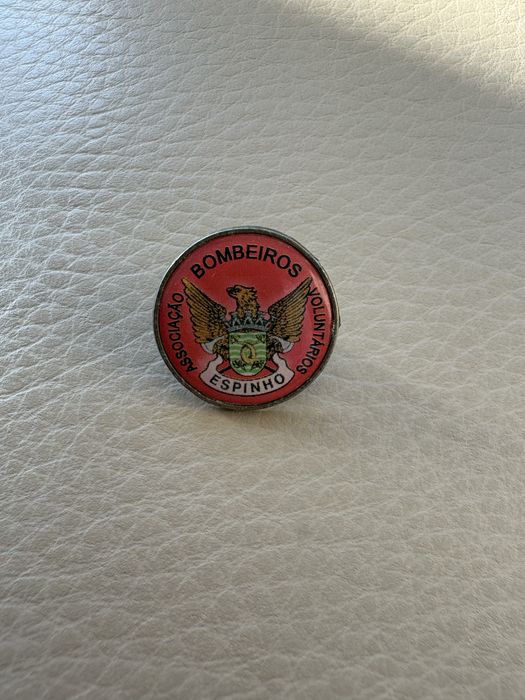 ASSOCIAÇÃO
BOMBEIROS
VOLUNTÁRIOS
ESPINHO